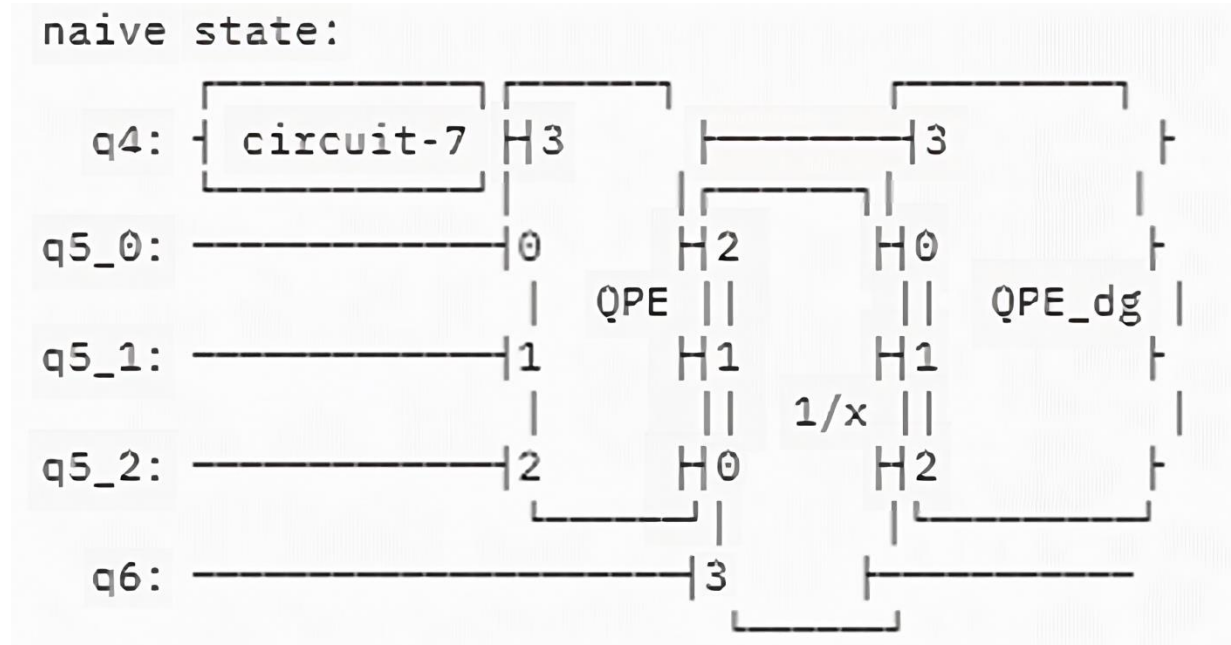 naive state:
q4: circuit-7 3 3
q5_0: 0 2 0
QPE QPE_dg
q5_1: 1 1 1
1/x
q5_2: 2 0 2
q6: 3